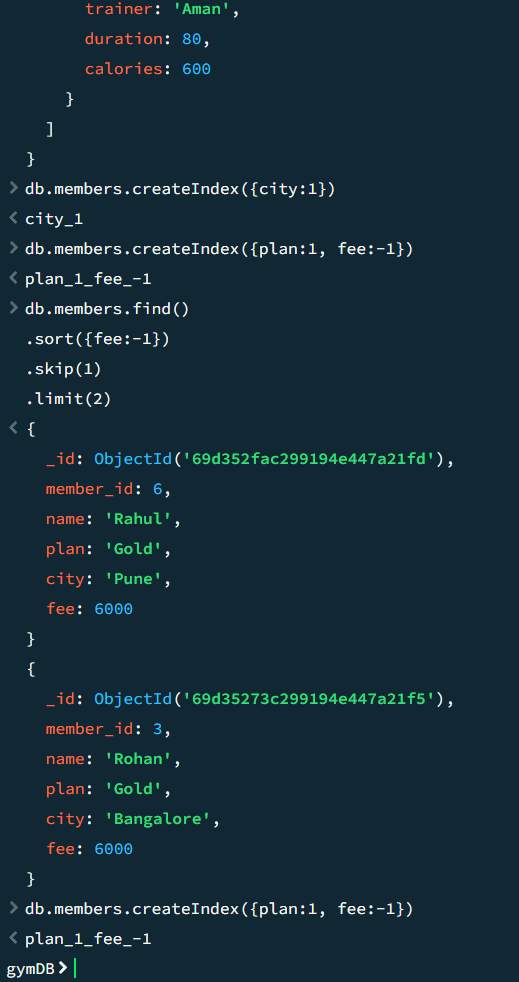 trainer: 'Aman',
duration: 80,
calories: 600
}
]
}
> db.members.createIndex({city:1})
< city_1
> db.members.createIndex({plan:1, fee:-1})
< plan_1_fee_-1
> db.members.find()
.sort({fee:-1})
.skip(1)
.limit(2)
< {
_id: ObjectId('69d352fac299194e447a21fd'),
member_id: 6,
name: 'Rahul',
plan: 'Gold',
city: 'Pune',
fee: 6000
}
{
_id: ObjectId('69d35273c299194e447a21f5'),
member_id: 3,
name: 'Rohan',
plan: 'Gold',
city: 'Bangalore',
fee: 6000
}
> db.members.createIndex({plan:1, fee:-1})
< plan_1_fee_-1
gymDB>